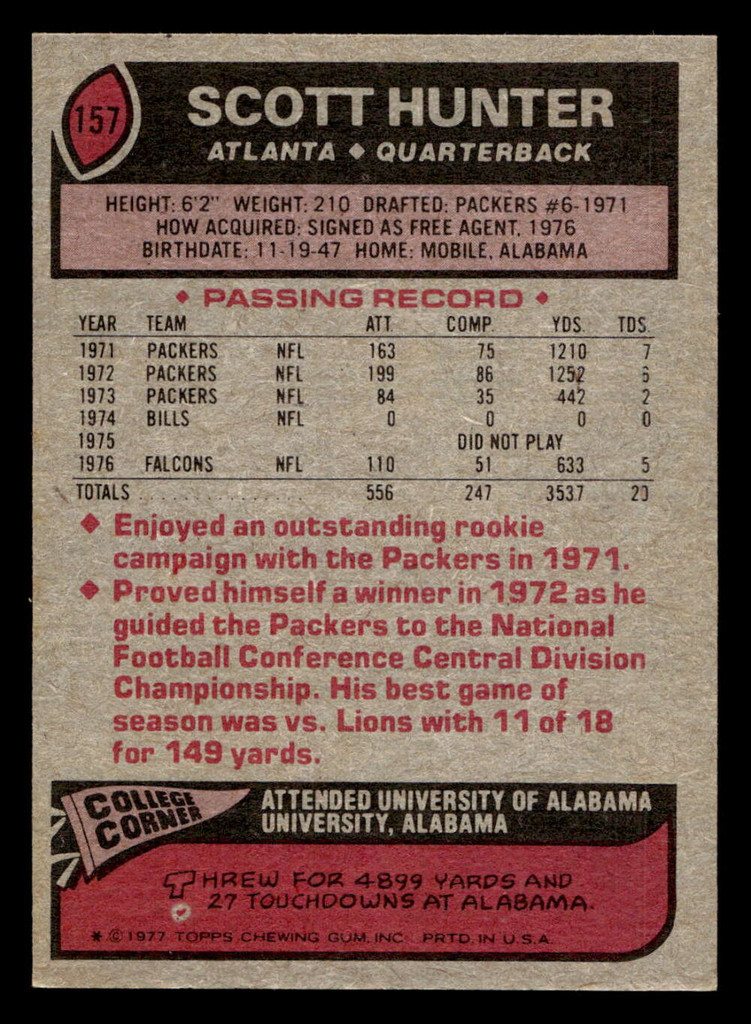 157
SCOTT HUNTER
ATLANTA ◆ QUARTERBACK
HEIGHT: 6'2" WEIGHT: 210 DRAFTED: PACKERS #6-1971
HOW ACQUIRED: SIGNED AS FREE AGENT, 1976
BIRTHDATE: 11-19-47 HOME: MOBILE, ALABAMA
◆ PASSING RECORD ◆
YEAR TEAM ATT. COMP. YDS. TDS.
1971 PACKERS NFL 163 75 1210 7
1972 PACKERS NFL 199 86 1252 6
1973 PACKERS NFL 84 35 442 2
1974 BILLS NFL 0 0 0 0
1975 DID NOT PLAY
1976 FALCONS NFL 110 51 633 5
TOTALS . . . . . . . . . . . . . . . . 556 247 3537 20
◆ Enjoyed an outstanding rookie
campaign with the Packers in 1971.
◆ Proved himself a winner in 1972 as he
guided the Packers to the National
Football Conference Central Division
Championship. His best game of
season was vs. Lions with 11 of 18
for 149 yards.
COLLEGE
CORNER
ATTENDED UNIVERSITY OF ALABAMA
UNIVERSITY, ALABAMA
THREW FOR 4899 YARDS AND
27 TOUCHDOWNS AT ALABAMA.
* © 1977 TOPPS CHEWING GUM, INC. PRTD. IN U.S.A.